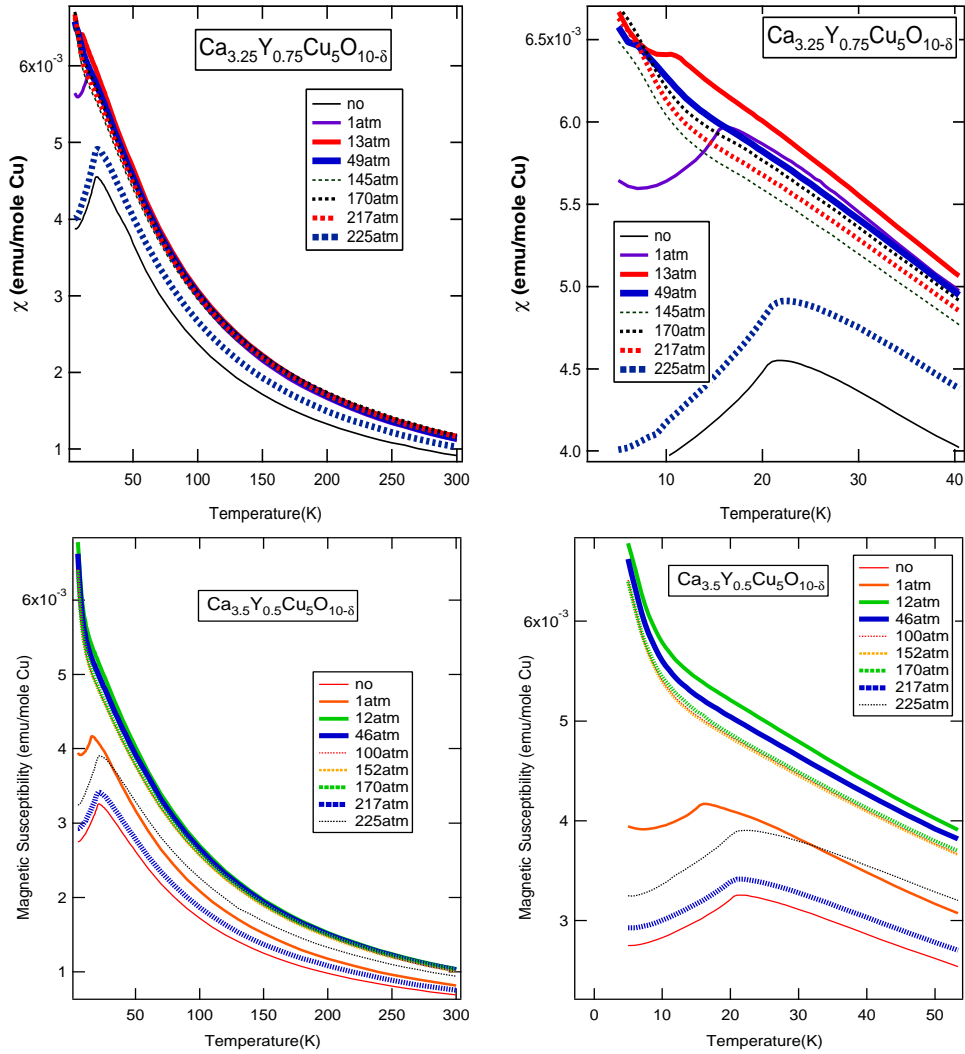 Ca3.25Y0.75Cu5O10-δ
6x10-3
5
4
3
2
1
χ (emu/mole Cu)
no
1atm
13atm
49atm
145atm
170atm
217atm
225atm
50
100
150
200
250
300
Temperature(K)
Ca3.25Y0.75Cu5O10-δ
6.5x10-3
6.0
5.5
5.0
4.5
4.0
χ (emu/mole Cu)
no
1atm
13atm
49atm
145atm
170atm
217atm
225atm
10
20
30
40
Temperature(K)
Ca3.5Y0.5Cu5O10-δ
6x10-3
5
4
3
2
1
Magnetic Susceptibility (emu/mole Cu)
no
1atm
12atm
46atm
100atm
152atm
170atm
217atm
225atm
50
100
150
200
250
300
Temperature(K)
Ca3.5Y0.5Cu5O10-δ
6x10-3
5
4
3
Magnetic Susceptibility (emu/mole Cu)
no
1atm
12atm
46atm
100atm
152atm
170atm
217atm
225atm
0
10
20
30
40
50
Temperature(K)